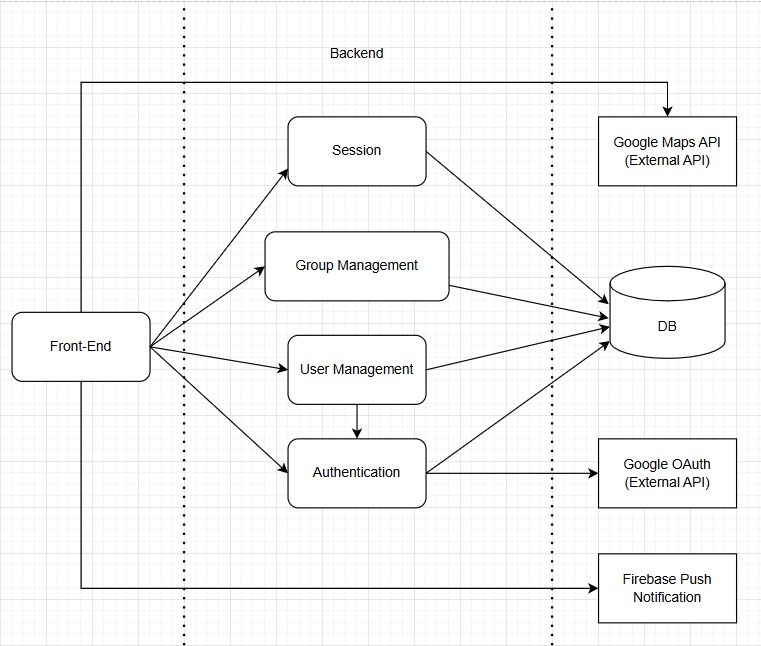 Backend
Session
Google Maps API
(External API)
Group Management
Front-End
DB
User Management
Authentication
Google OAuth
(External API)
Firebase Push
Notification